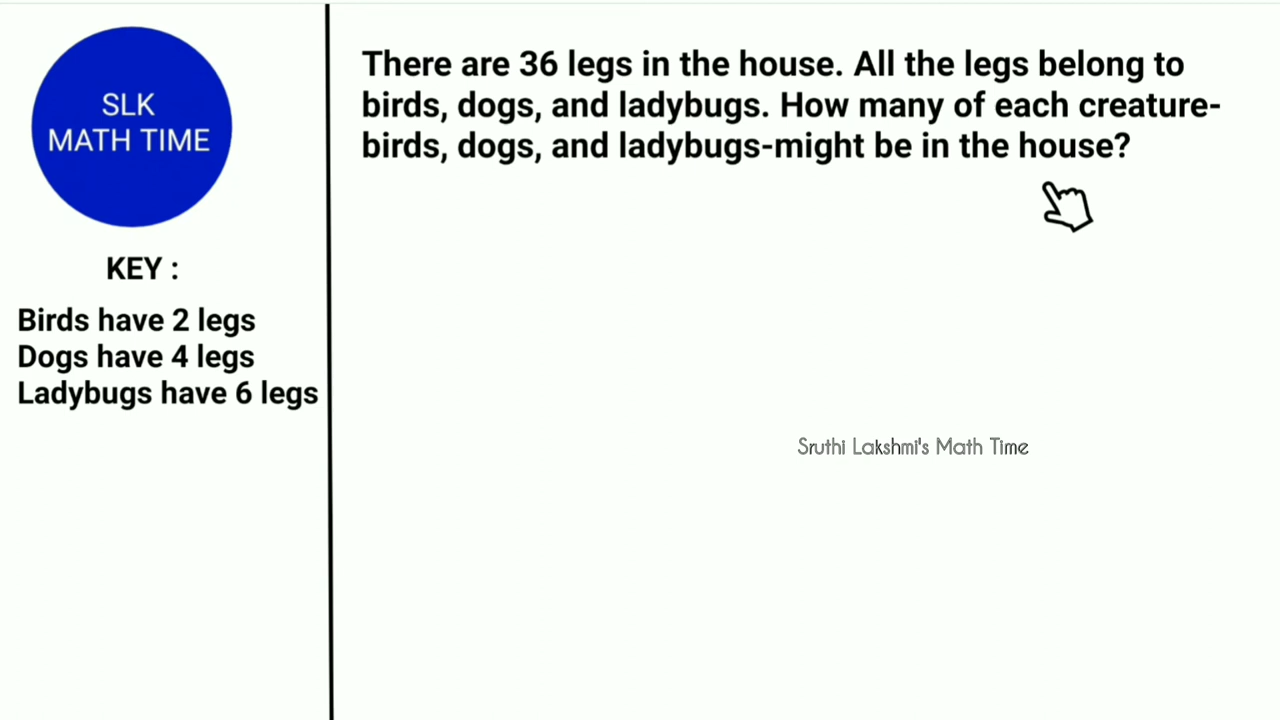 SLK
MATH TIME
KEY :
Birds have 2 legs
Dogs have 4 legs
Ladybugs have 6 legs
There are 36 legs in the house. All the legs belong to
birds, dogs, and ladybugs. How many of each creature-
birds, dogs, and ladybugs-might be in the house?
Sruthi Lakshmi's Math Time